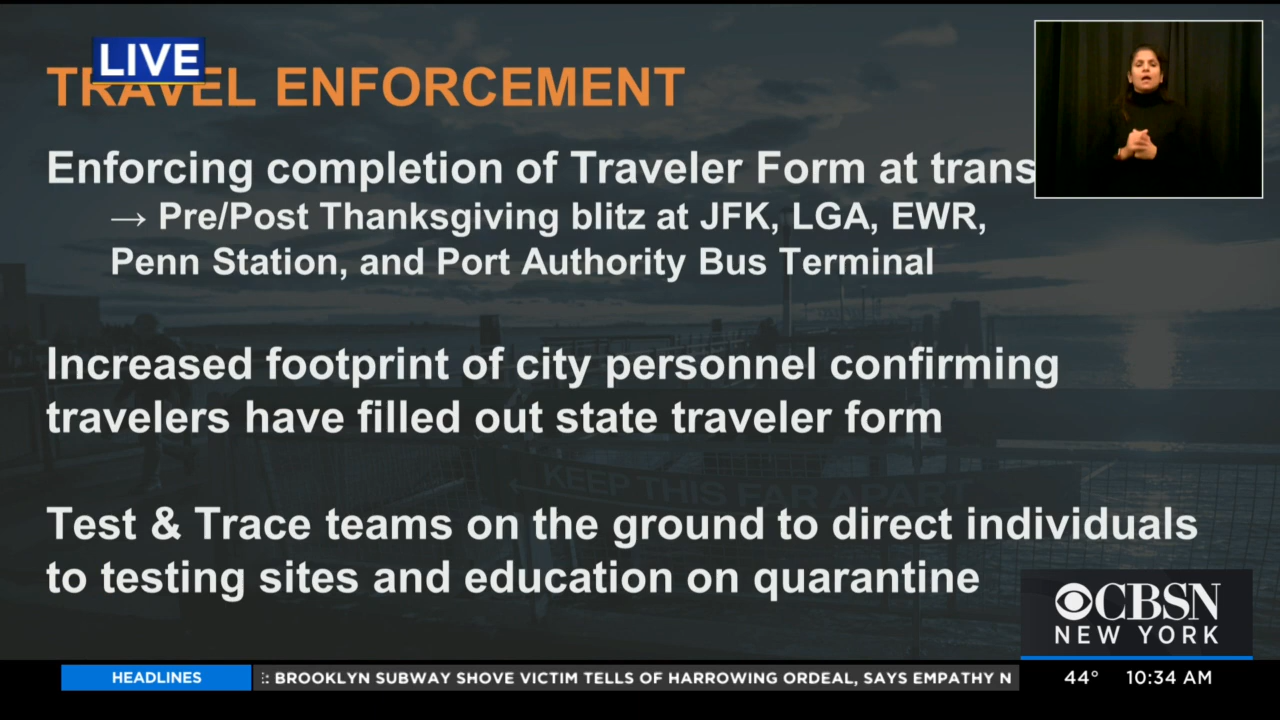 LIVE
TRAVEL ENFORCEMENT
Enforcing completion of Traveler Form at trans
→ Pre/Post Thanksgiving blitz at JFK, LGA, EWR,
Penn Station, and Port Authority Bus Terminal
Increased footprint of city personnel confirming
travelers have filled out state traveler form
KEEP THIS FAR APART
Test & Trace teams on the ground to direct individuals
to testing sites and education on quarantine
CBSN
NEW YORK
HEADLINES : BROOKLYN SUBWAY SHOVE VICTIM TELLS OF HARROWING ORDEAL, SAYS EMPATHY N 44° 10:34 AM